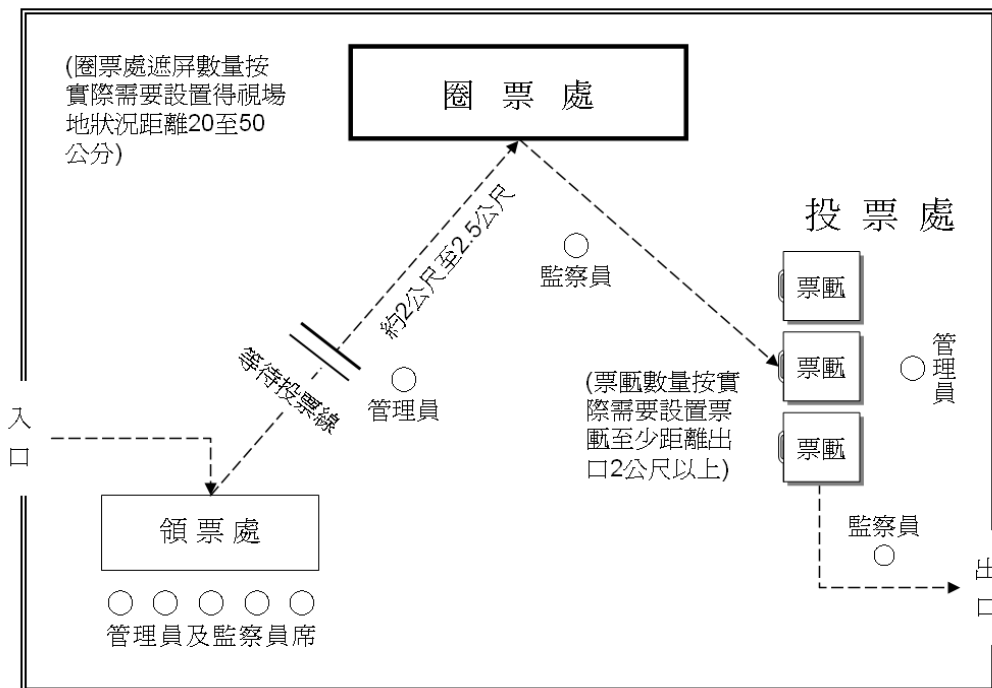 (圈票處遮屏數量按
實際需要設置得視場
地狀況距離20至50
公分)
圈 票 處
投 票 處
約2公尺至2.5公尺
監察員
票匭
票匭
票匭
管理員
等待投票線
管理員
(票匭數量按實
際需要設置票
匭至少距離出
口2公尺以上)
入口
領 票 處
管理員及監察員席
監察員
出口